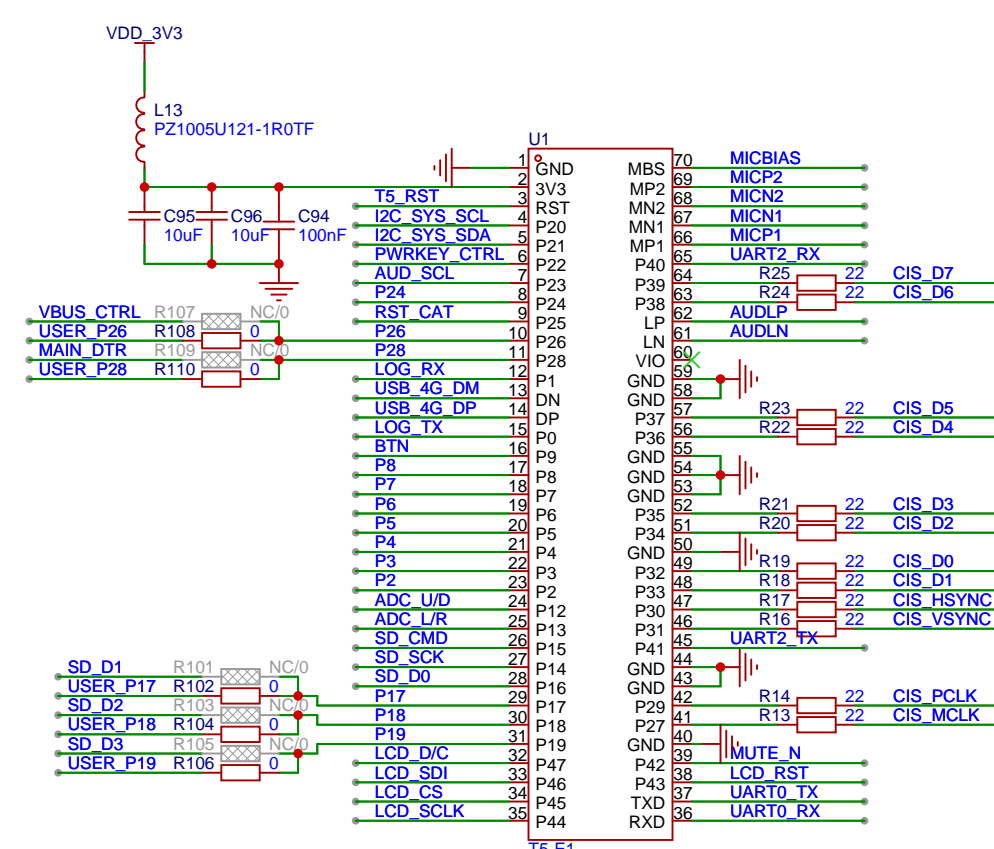 VDD_3V3
L13
PZ1005U121-1R0TF
C95 10uF
C96 10uF
C94 100nF
U1
1 GND MBS 70 MICBIAS
2 3V3 MP2 69 MICP2
T5_RST 3 RST MN2 68 MICN2
I2C_SYS_SCL 4 P20 MN1 67 MICN1
I2C_SYS_SDA 5 P21 MP1 66 MICP1
PWRKEY_CTRL 6 P22 P40 65 UART2_RX
AUD_SCL 7 P23 P39 64 R25 22 CIS_D7
P24 8 P24 P38 63 R24 22 CIS_D6
VBUS_CTRL R107 NC/0 RST_CAT 9 P25 LP 62 AUDLP
USER_P26 R108 0 P26 10 P26 LN 61 AUDLN
MAIN_DTR R109 NC/0 P28 11 P28 VIO 60
USER_P28 R110 0 LOG_RX 12 P1 GND 59
USB_4G_DM 13 DN GND 58
USB_4G_DP 14 DP P37 57 R23 22 CIS_D5
LOG_TX 15 P0 P36 56 R22 22 CIS_D4
BTN 16 P9 GND 55
P8 17 P8 GND 54
P7 18 P7 GND 53
P6 19 P6 P35 52 R21 22 CIS_D3
P5 20 P5 P34 51 R20 22 CIS_D2
P4 21 P4 GND 50
P3 22 P3 P32 49 R19 22 CIS_D0
P2 23 P2 P33 48 R18 22 CIS_D1
ADC_U/D 24 P12 P30 47 R17 22 CIS_HSYNC
ADC_L/R 25 P13 P31 46 R16 22 CIS_VSYNC
SD_CMD 26 P15 P41 45 UART2_TX
SD_SCK 27 P14 GND 44
SD_D1 R101 NC/0 SD_D0 28 P16 GND 43
USER_P17 R102 0 P17 29 P17 P29 42 R14 22 CIS_PCLK
SD_D2 R103 NC/0 P18 30 P18 P27 41 R13 22 CIS_MCLK
USER_P18 R104 0 P19 31 P19 GND 40
SD_D3 R105 NC/0 LCD_D/C 32 P47 P42 39 MUTE_N
USER_P19 R106 0 LCD_SDI 33 P46 P43 38 LCD_RST
LCD_CS 34 P45 TXD 37 UART0_TX
LCD_SCLK 35 P44 RXD 36 UART0_RX
T5-E1